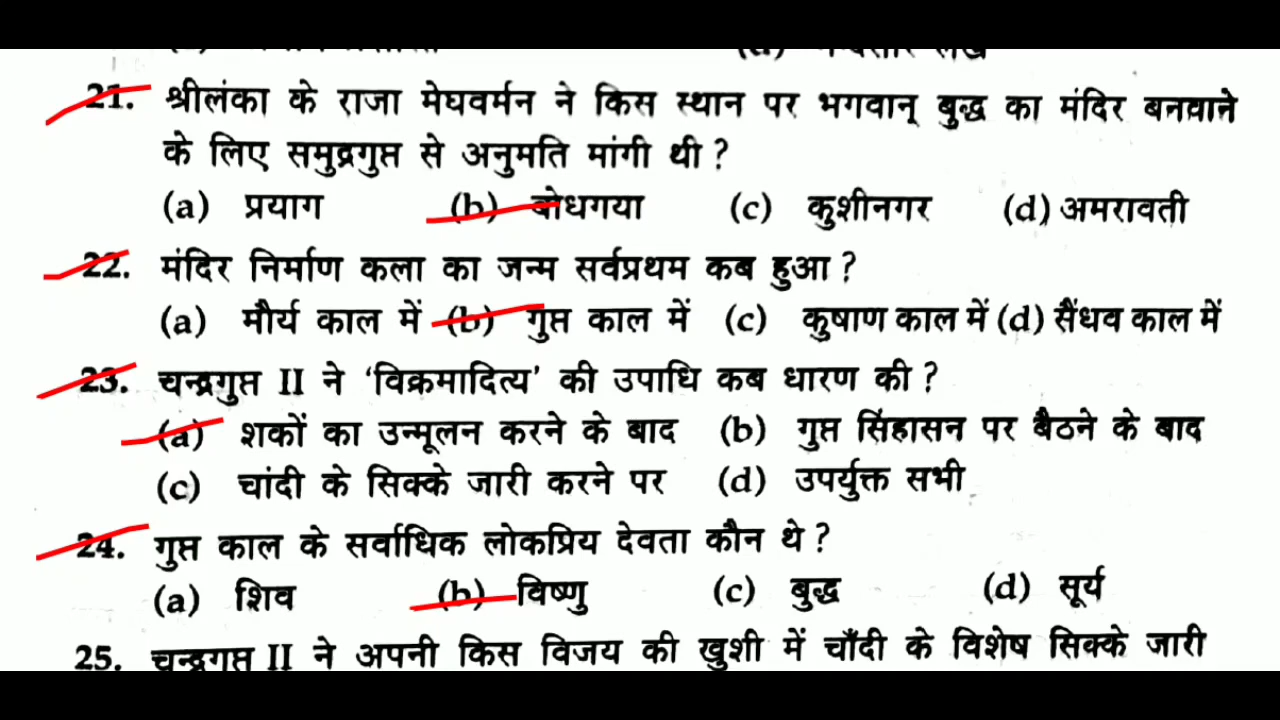 21. श्रीलंका के राजा मेघवर्मन ने किस स्थान पर भगवान् बुद्ध का मंदिर बनवाने
के लिए समुद्रगुप्त से अनुमति मांगी थी ?
(a) प्रयाग (b) बोधगया (c) कुशीनगर (d) अमरावती
22. मंदिर निर्माण कला का जन्म सर्वप्रथम कब हुआ ?
(a) मौर्य काल में (b) गुप्त काल में (c) कुषाण काल में (d) सैंधव काल में
23. चन्द्रगुप्त II ने ‘विक्रमादित्य’ की उपाधि कब धारण की ?
(a) शकों का उन्मूलन करने के बाद (b) गुप्त सिंहासन पर बैठने के बाद
(c) चांदी के सिक्के जारी करने पर (d) उपर्युक्त सभी
24. गुप्त काल के सर्वाधिक लोकप्रिय देवता कौन थे ?
(a) शिव (b) विष्णु (c) बुद्ध (d) सूर्य
25. चन्द्रगुप्त II ने अपनी किस विजय की खुशी में चाँदी के विशेष सिक्के जारी